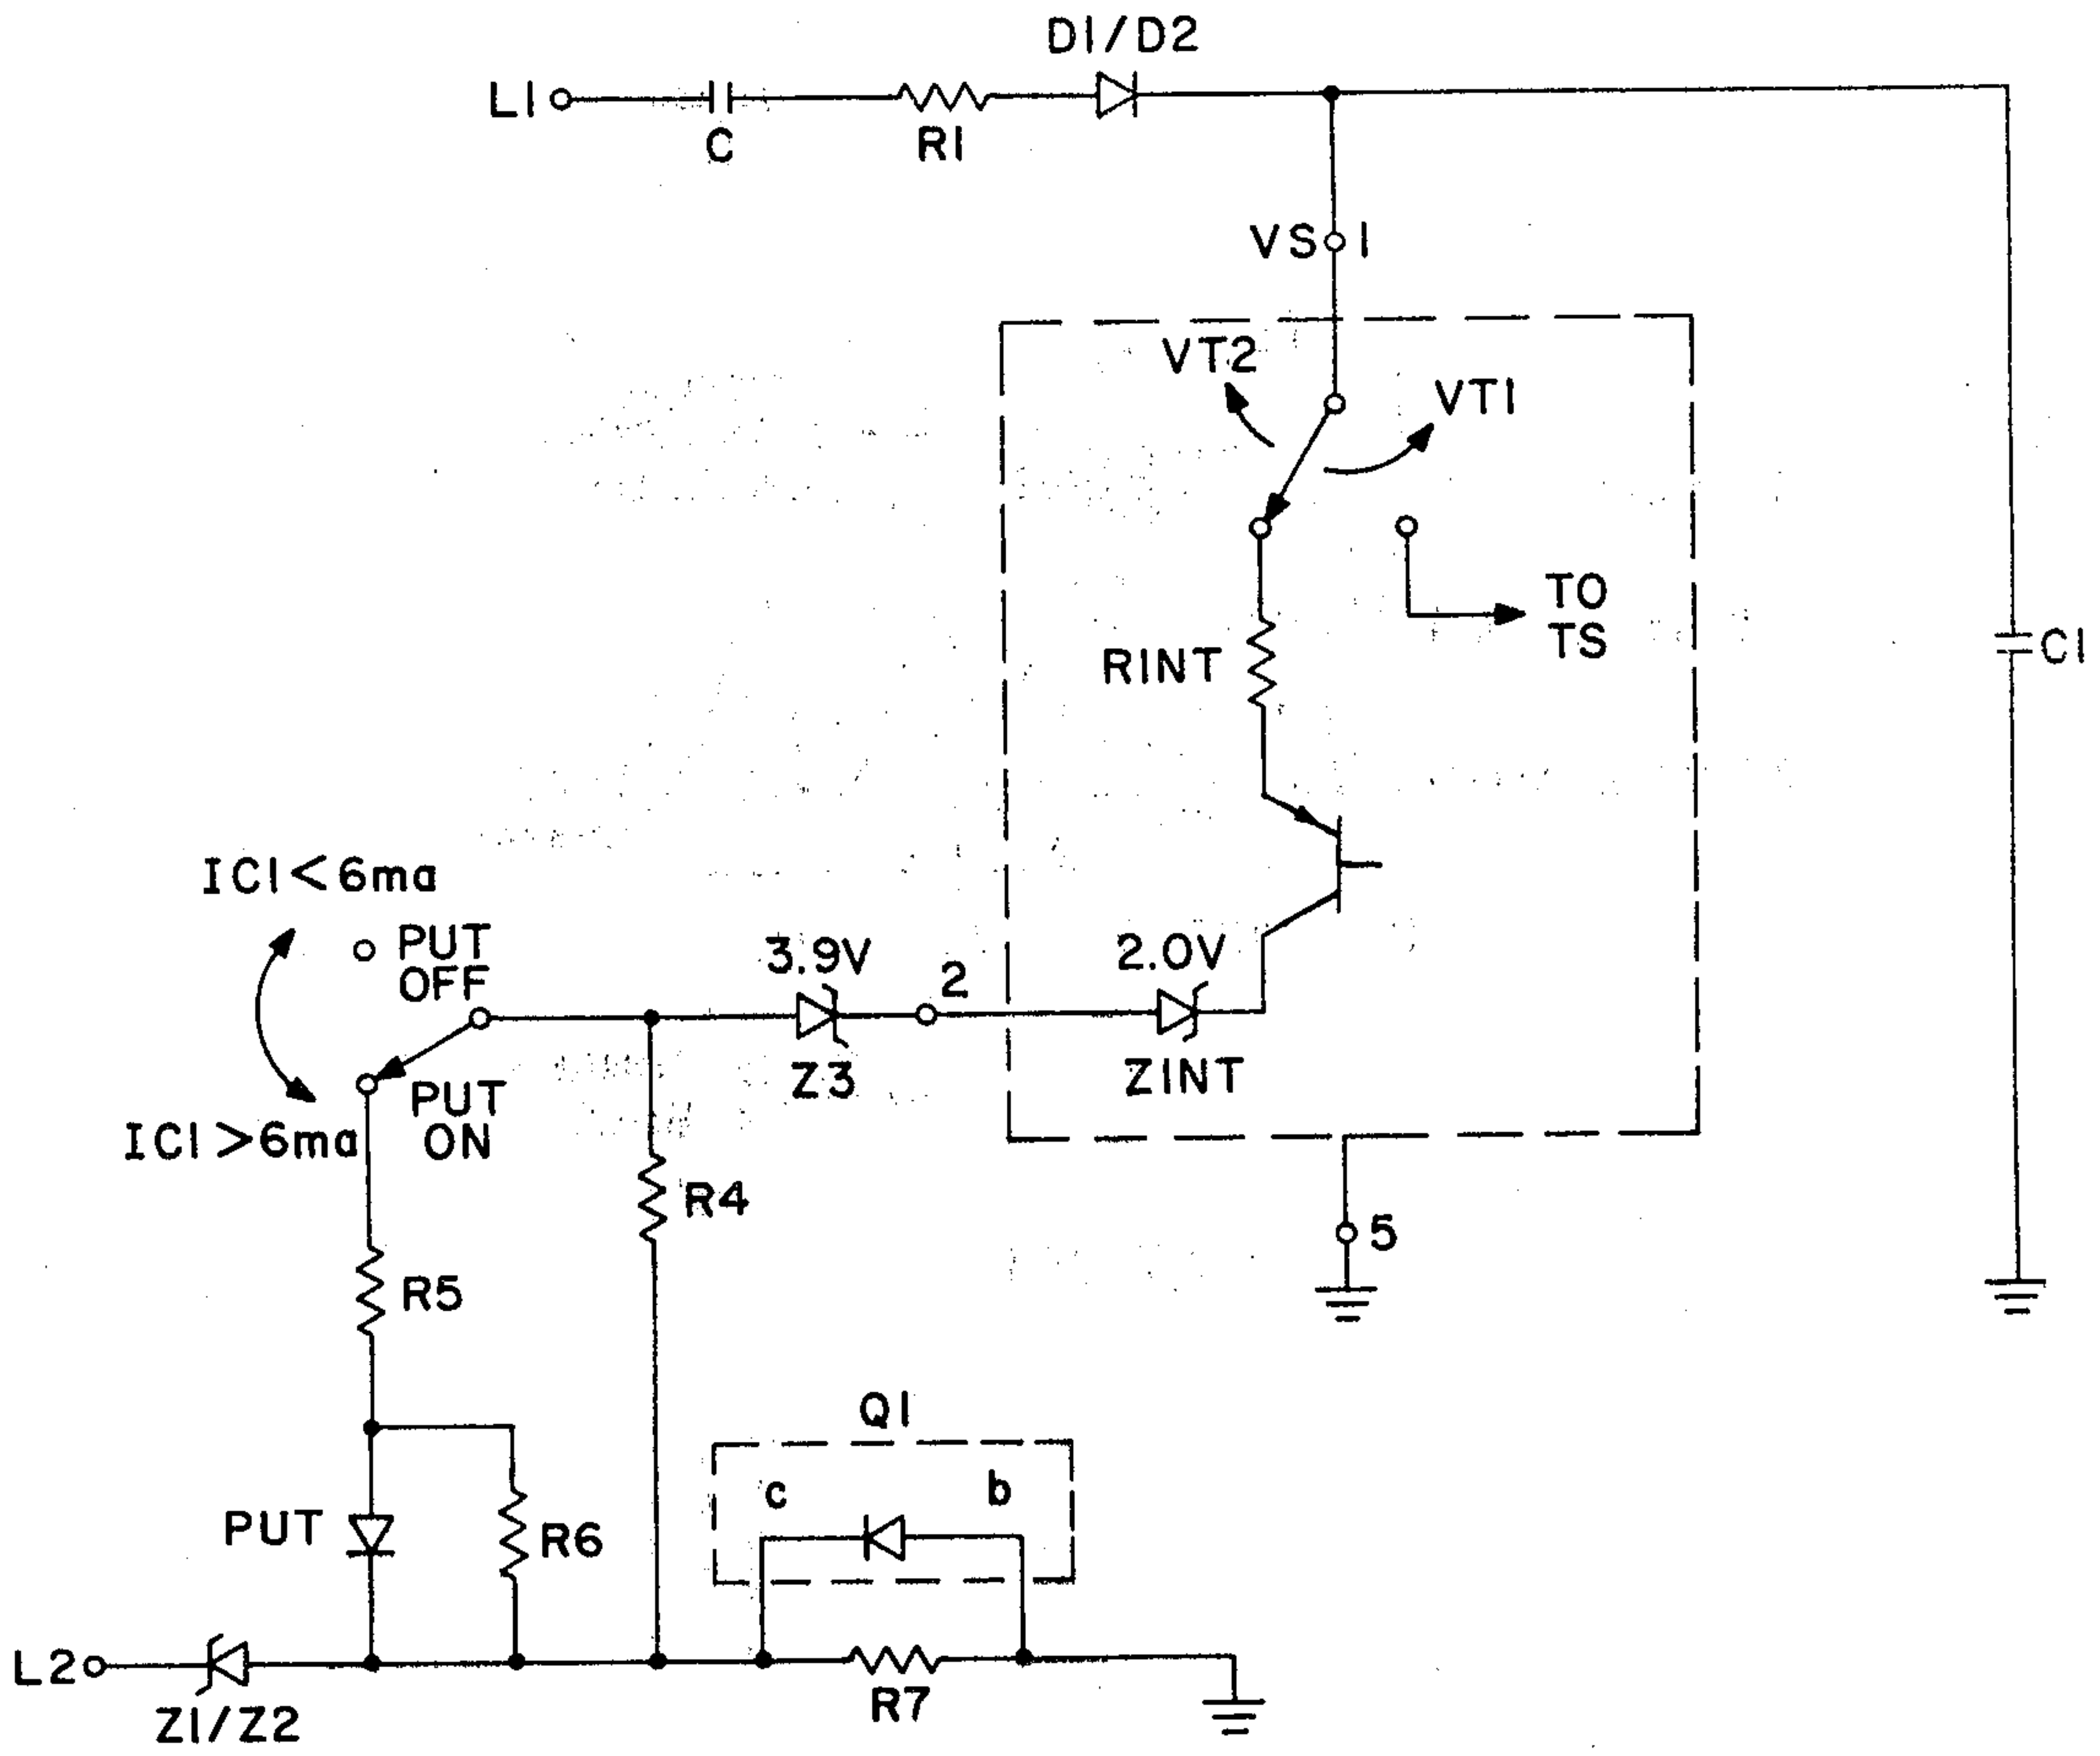 D1/D2
L1
C
R1
VS 1
VT2
VT1
TO
TS
RINT
C1
IC1<6ma
PUT
OFF
3.9V
2
2.0V
Z3
ZINT
PUT
ON
IC1>6ma
R4
5
R5
Q1
c b
PUT
R6
L2
Z1/Z2
R7